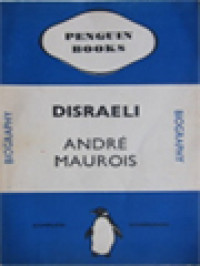 PENGUIN
BOOKS
DISRAELI
ANDRÉ
MAUROIS
BIOGRAPHY
BIOGRAPHY